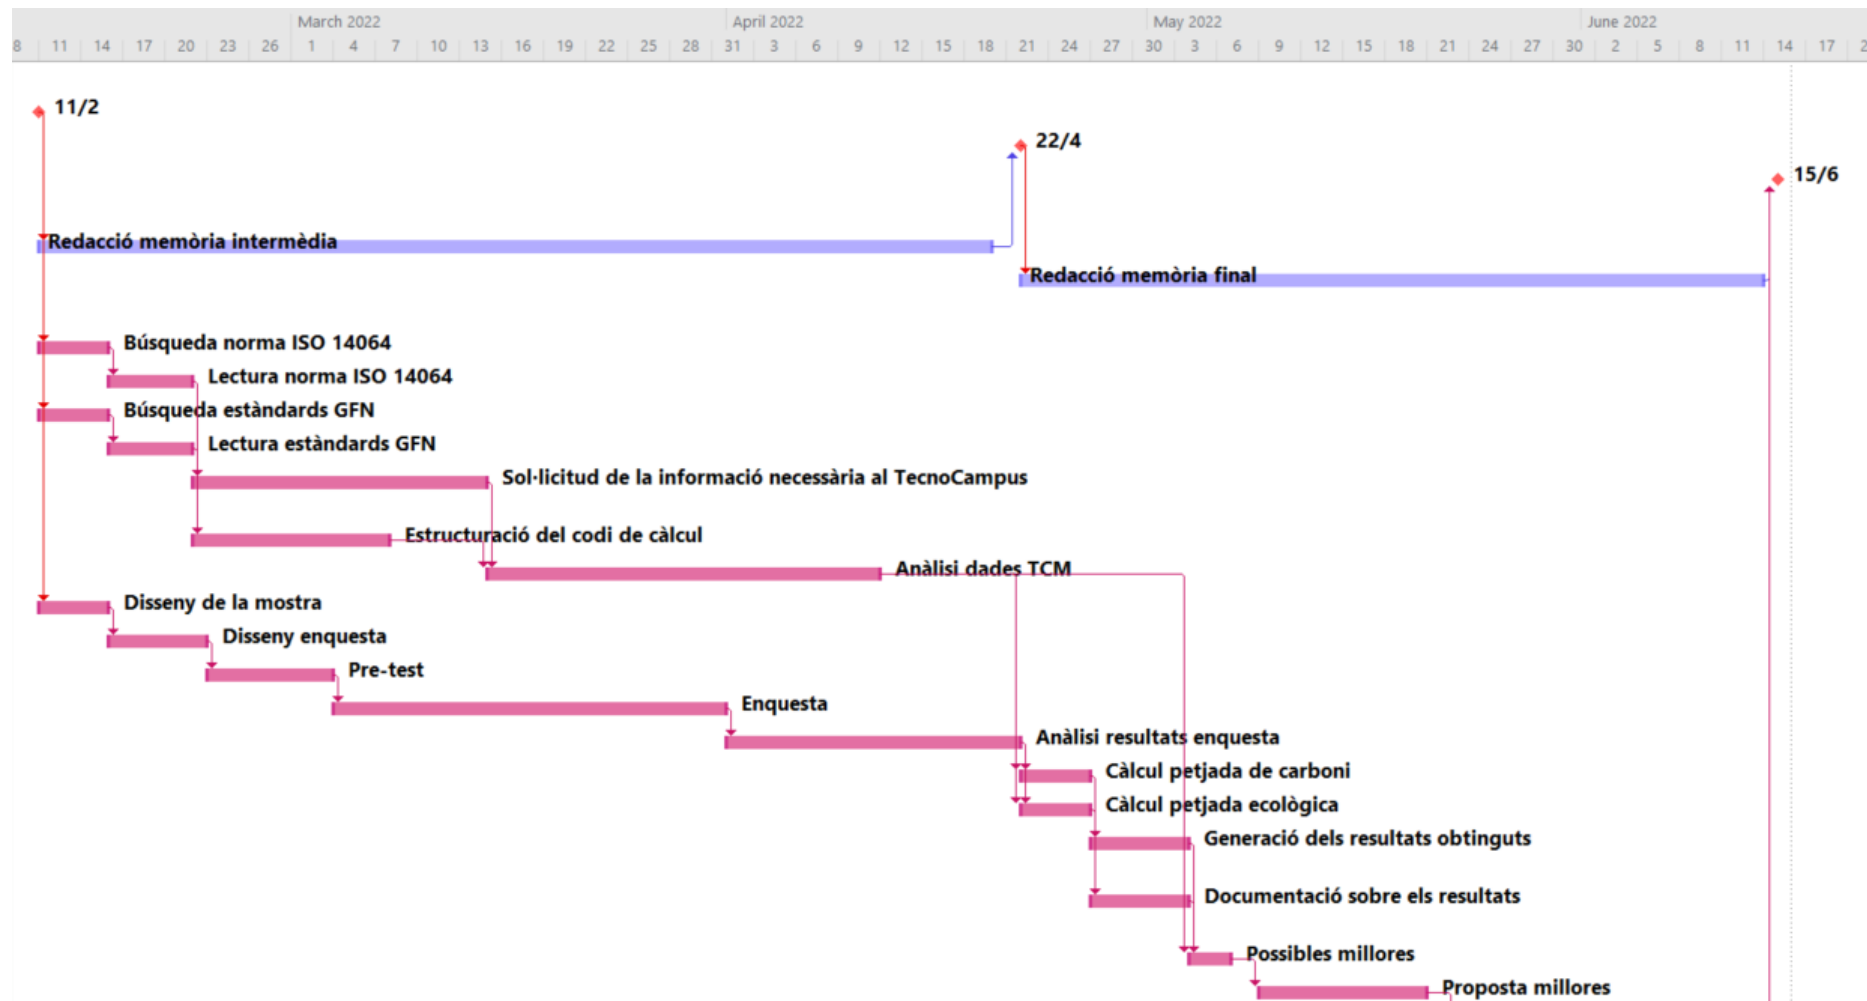 March 2022 April 2022 May 2022 June 2022
8 11 14 17 20 23 26 1 4 7 10 13 16 19 22 25 28 31 3 6 9 12 15 18 21 24 27 30 3 6 9 12 15 18 21 24 27 30 2 5 8 11 14 17 2
11/2
22/4
15/6
Redacció memòria intermèdia
Redacció memòria final
Búsqueda norma ISO 14064
Lectura norma ISO 14064
Búsqueda estàndards GFN
Lectura estàndards GFN
Sol·licitud de la informació necessària al TecnoCampus
Estructuració del codi de càlcul
Anàlisi dades TCM
Disseny de la mostra
Disseny enquesta
Pre-test
Enquesta
Anàlisi resultats enquesta
Càlcul petjada de carboni
Càlcul petjada ecològica
Generació dels resultats obtinguts
Documentació sobre els resultats
Possibles millores
Proposta millores